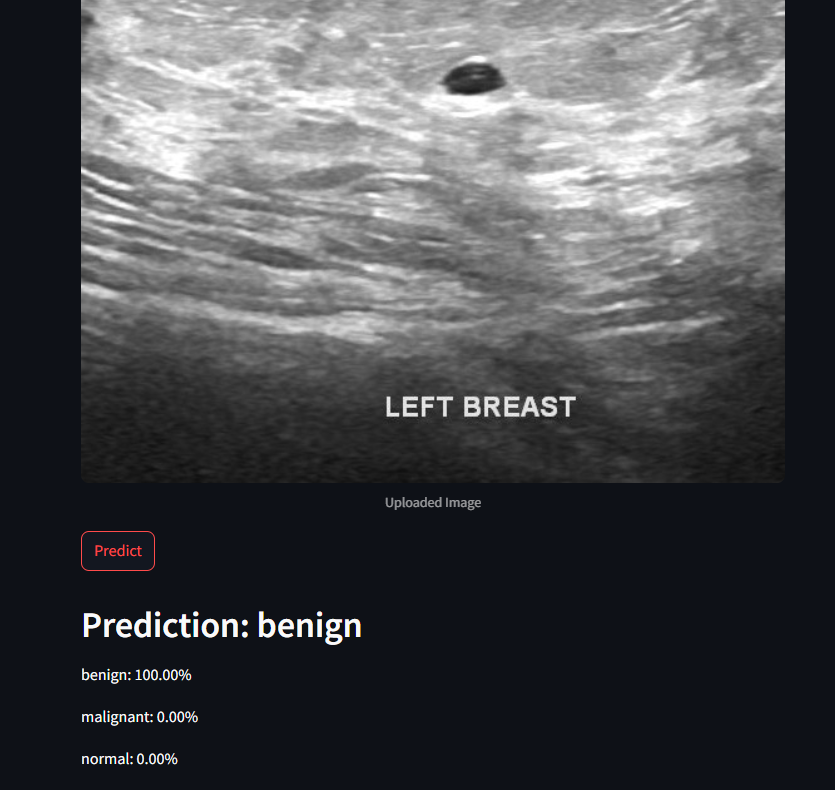 LEFT BREAST
Uploaded Image
Predict
Prediction: benign
benign: 100.00%
malignant: 0.00%
normal: 0.00%